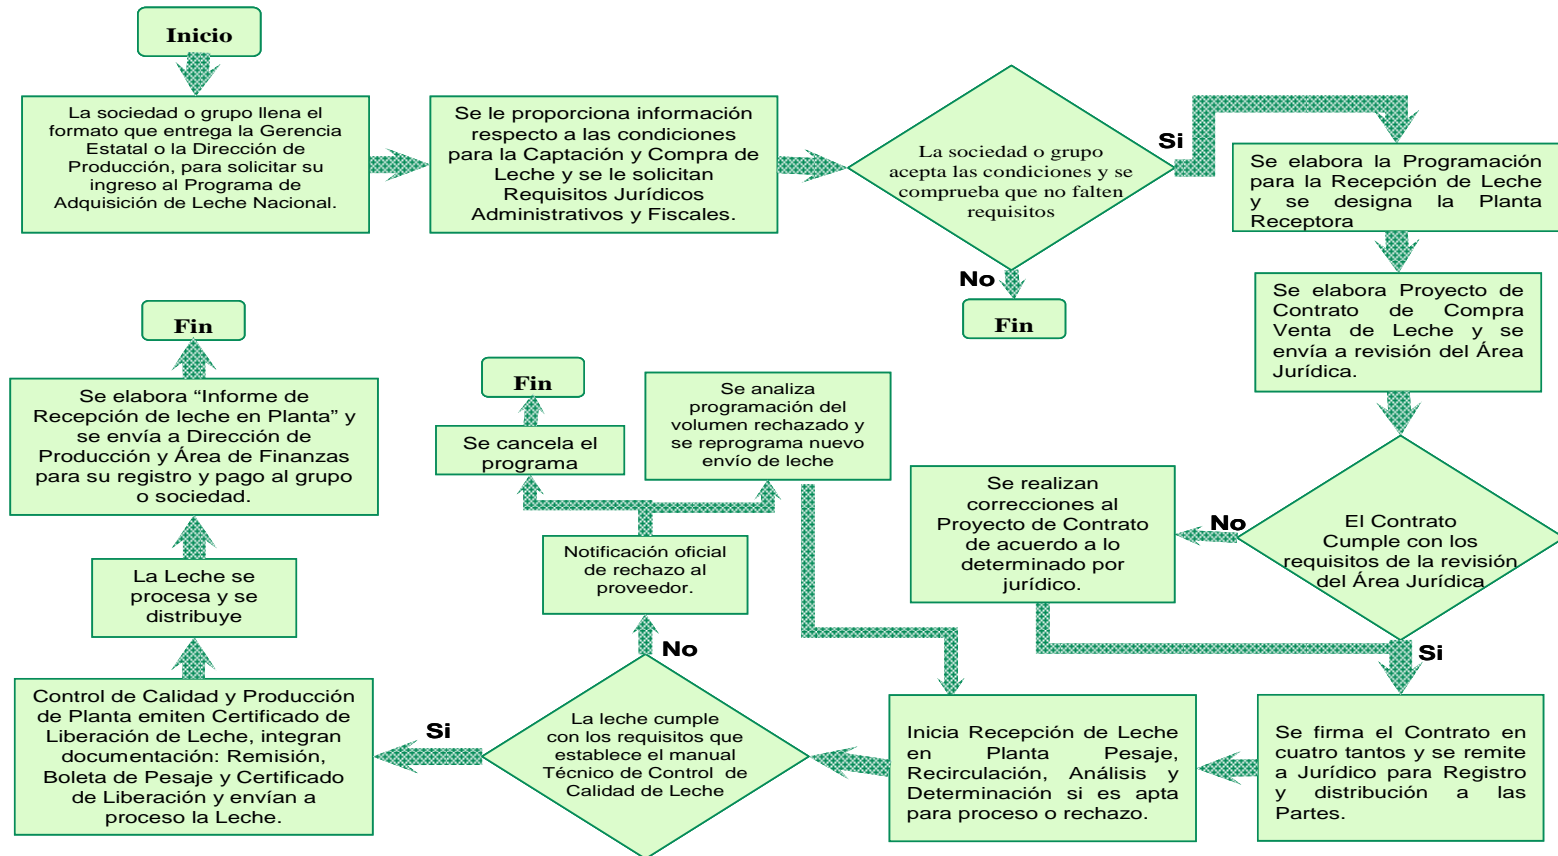 Inicio
La sociedad o grupo llena el
formato que entrega la Gerencia
Estatal o la Dirección de
Producción, para solicitar su
ingreso al Programa de
Adquisición de Leche Nacional.
Se le proporciona información
respecto a las condiciones
para la Captación y Compra de
Leche y se le solicitan
Requisitos Jurídicos
Administrativos y Fiscales.
La sociedad o grupo
acepta las condiciones y se
comprueba que no falten
requisitos
Si
No
Fin
Se elabora la Programación
para la Recepción de Leche
y se designa la Planta
Receptora
Se elabora Proyecto de
Contrato de Compra
Venta de Leche y se
envía a revisión del Área
Jurídica.
El Contrato
Cumple con los
requisitos de la revisión
del Área Jurídica
No
Se realizan
correcciones al
Proyecto de Contrato
de acuerdo a lo
determinado por
jurídico.
Si
Se firma el Contrato en
cuatro tantos y se remite
a Jurídico para Registro
y distribución a las
Partes.
Inicia Recepción de Leche
en Planta Pesaje,
Recirculación, Análisis y
Determinación si es apta
para proceso o rechazo.
La leche cumple
con los requisitos que
establece el manual
Técnico de Control de
Calidad de Leche
No
Notificación oficial
de rechazo al
proveedor.
Se cancela el
programa
Fin
Se analiza
programación del
volumen rechazado y
se reprograma nuevo
envío de leche
Si
Control de Calidad y Producción
de Planta emiten Certificado de
Liberación de Leche, integran
documentación: Remisión,
Boleta de Pesaje y Certificado
de Liberación y envían a
proceso la Leche.
La Leche se
procesa y se
distribuye
Se elabora “Informe de
Recepción de leche en Planta” y
se envía a Dirección de
Producción y Área de Finanzas
para su registro y pago al grupo
o sociedad.
Fin